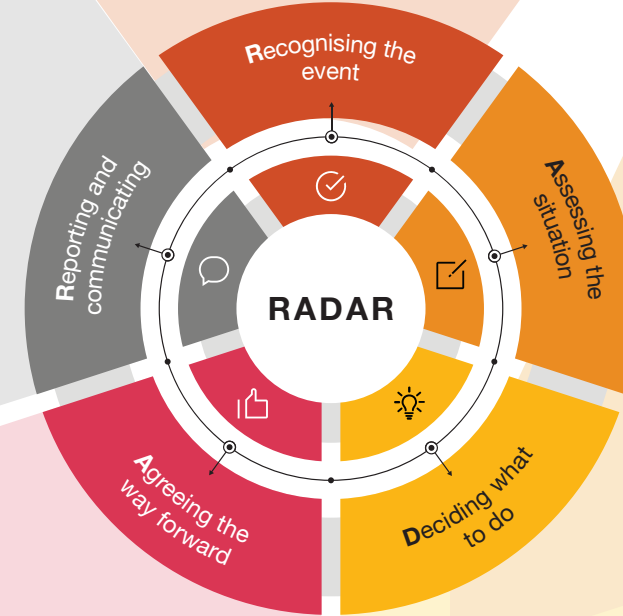 Recognising the
event
Assessing the
situation
Deciding what
to do
Agreeing the
way forward
Reporting and
communicating
RADAR